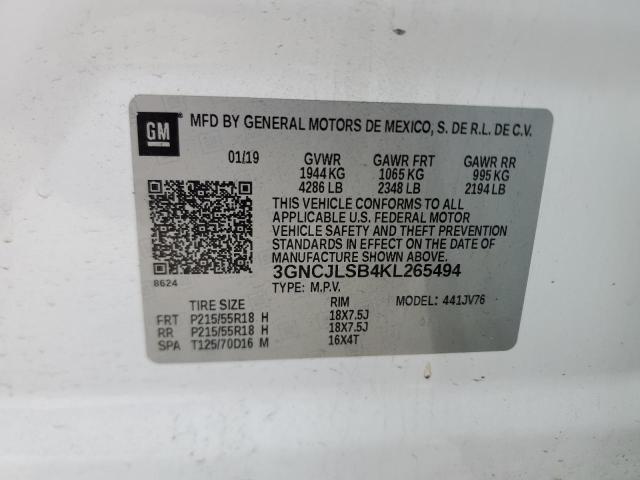 GM MFD BY GENERAL MOTORS DE MEXICO, S. DE R.L. DE C.V.
01/19 GVWR GAWR FRT GAWR RR
1944 KG 1065 KG 995 KG
4286 LB 2348 LB 2194 LB
THIS VEHICLE CONFORMS TO ALL
APPLICABLE U.S. FEDERAL MOTOR
VEHICLE SAFETY AND THEFT PREVENTION
STANDARDS IN EFFECT ON THE DATE OF
MANUFACTURE SHOWN ABOVE.
3GNCJLSB4KL265494
8624 TYPE: M.P.V.
TIRE SIZE RIM MODEL: 441JV76
FRT P215/55R18 H 18X7.5J
RR P215/55R18 H 18X7.5J
SPA T125/70D16 M 16X4T